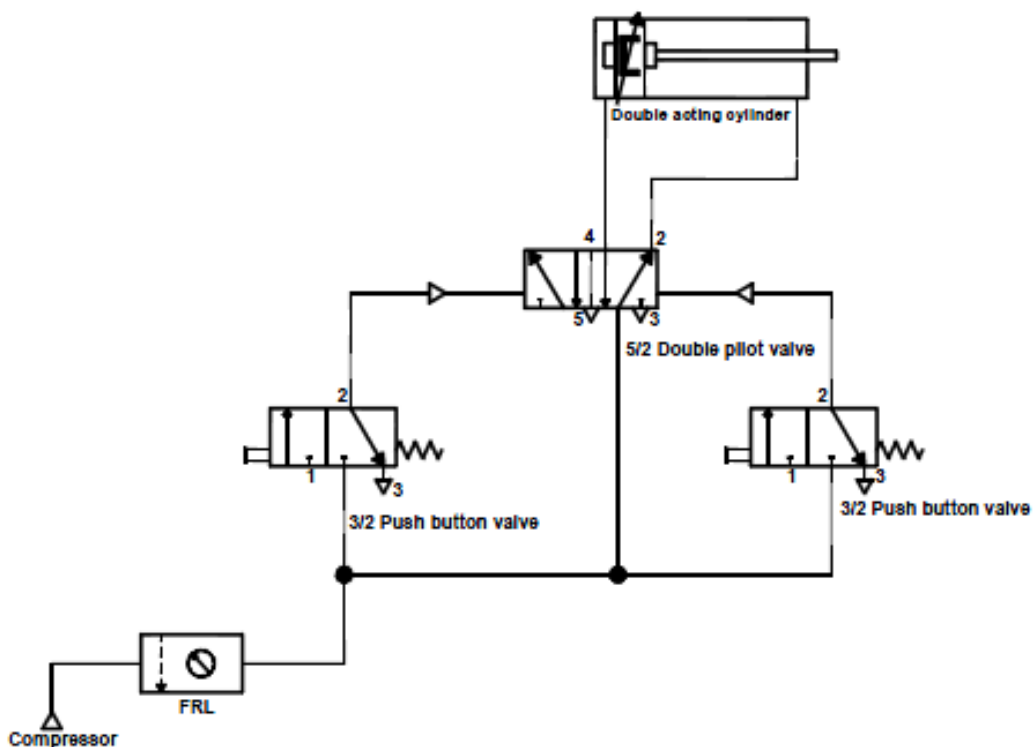 Double acting cylinder
4
2
5
3
5/2 Double pilot valve
2
1
3
3/2 Push button valve
2
1
3
3/2 Push button valve
FRL
Compressor